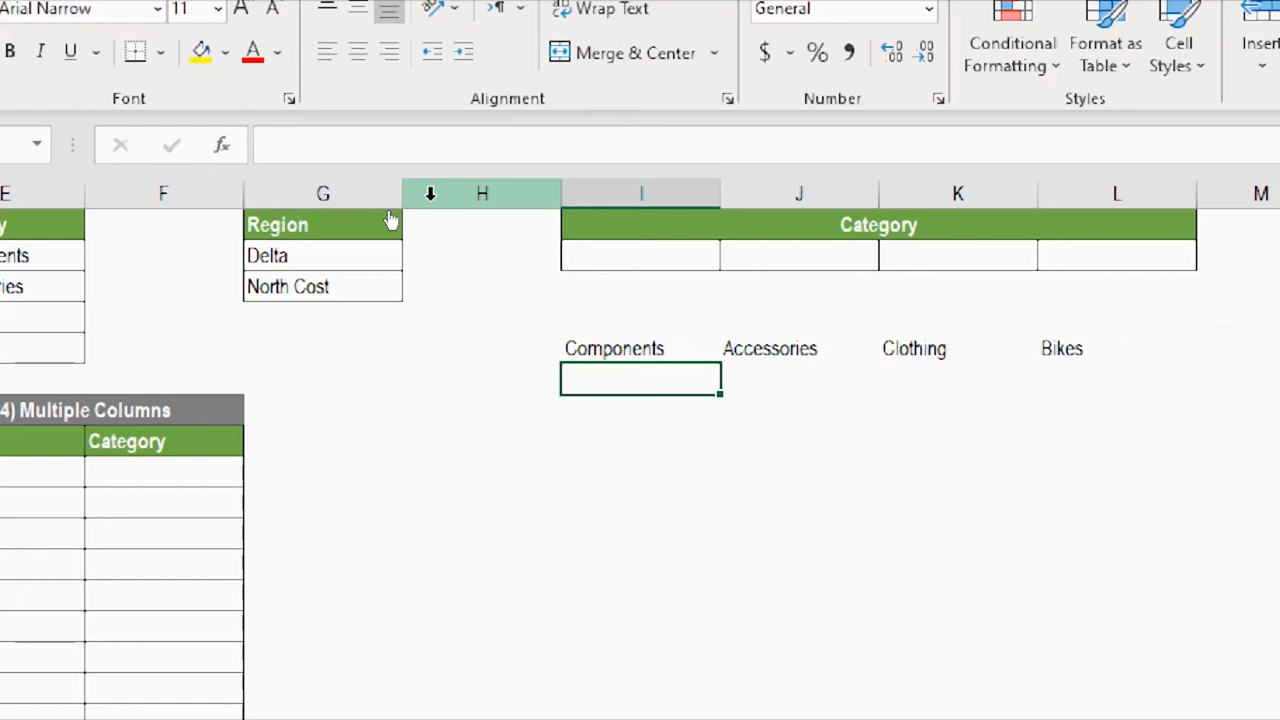 Arial Narrow
11
A
A
Wrap Text
General
B I U
A
Merge & Center
$ % ,
Conditional Formatting
Format as Table
Cell Styles
Insert
Font
Alignment
Number
Styles
fx
E F G H I J K L M
y
Region
Category
ents
Delta
ries
North Cost
Components Accessories Clothing Bikes
4) Multiple Columns
Category